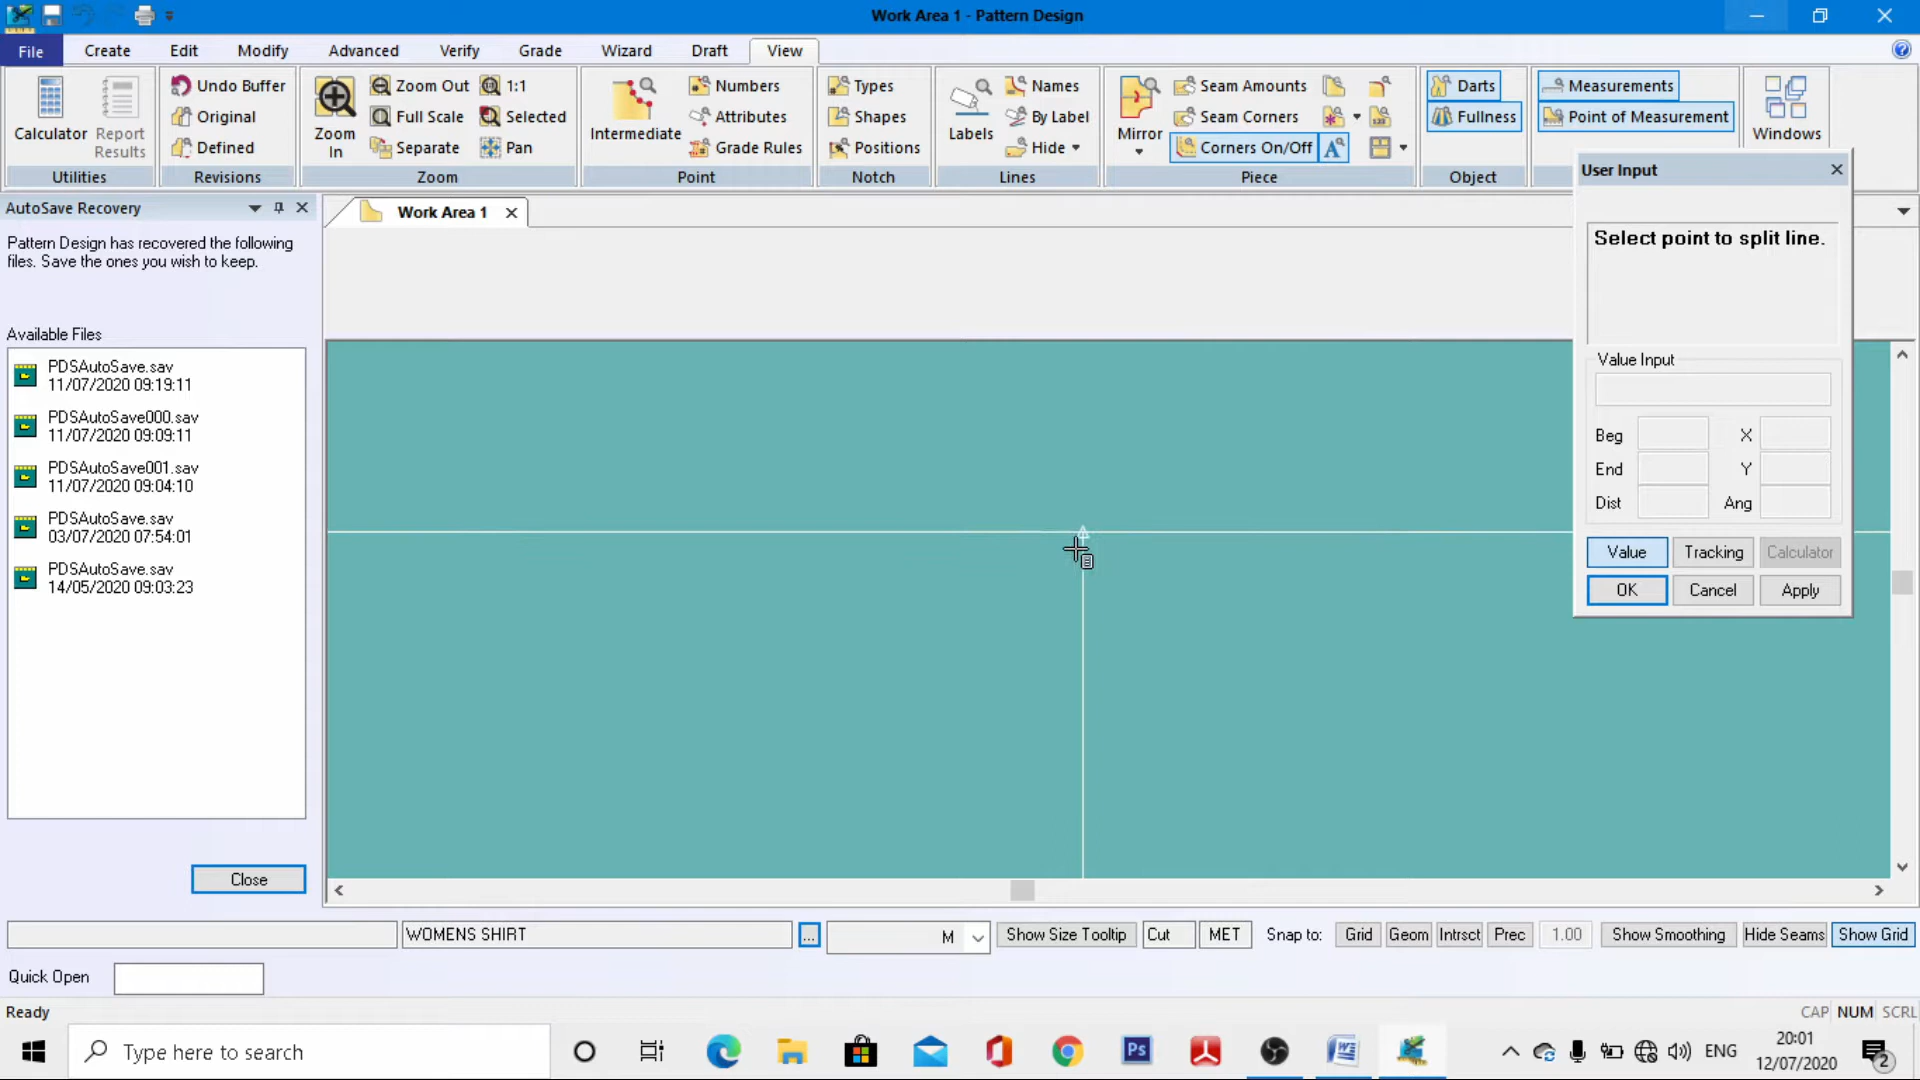 Work Area 1 - Pattern Design
File Create Edit Modify Advanced Verify Grade Wizard Draft View
Calculator
Report Results
Utilities
Undo Buffer
Original
Defined
Revisions
Zoom In
Zoom Out
1:1
Full Scale
Selected
Separate
Pan
Zoom
Intermediate
Numbers
Attributes
Grade Rules
Point
Types
Shapes
Positions
Notch
Labels
Names
By Label
Hide
Lines
Mirror
Seam Amounts
Seam Corners
Corners On/Off
Piece
Darts
Fullness
Object
Measurements
Point of Measurement
Windows
AutoSave Recovery
Pattern Design has recovered the following
files. Save the ones you wish to keep.
Available Files
PDSAutoSave.sav
11/07/2020 09:19:11
PDSAutoSave000.sav
11/07/2020 09:09:11
PDSAutoSave001.sav
11/07/2020 09:04:10
PDSAutoSave.sav
03/07/2020 07:54:01
PDSAutoSave.sav
14/05/2020 09:03:23
Close
Work Area 1
User Input
Select point to split line.
Value Input
Beg X
End Y
Dist Ang
Value Tracking Calculator
OK Cancel Apply
WOMENS SHIRT ... M Show Size Tooltip Cut MET Snap to: Grid Geom Intrsct Prec 1.00 Show Smoothing Hide Seams Show Grid
Quick Open
Ready CAP NUM SCRL
Type here to search
Ps
ENG
20:01
12/07/2020
2